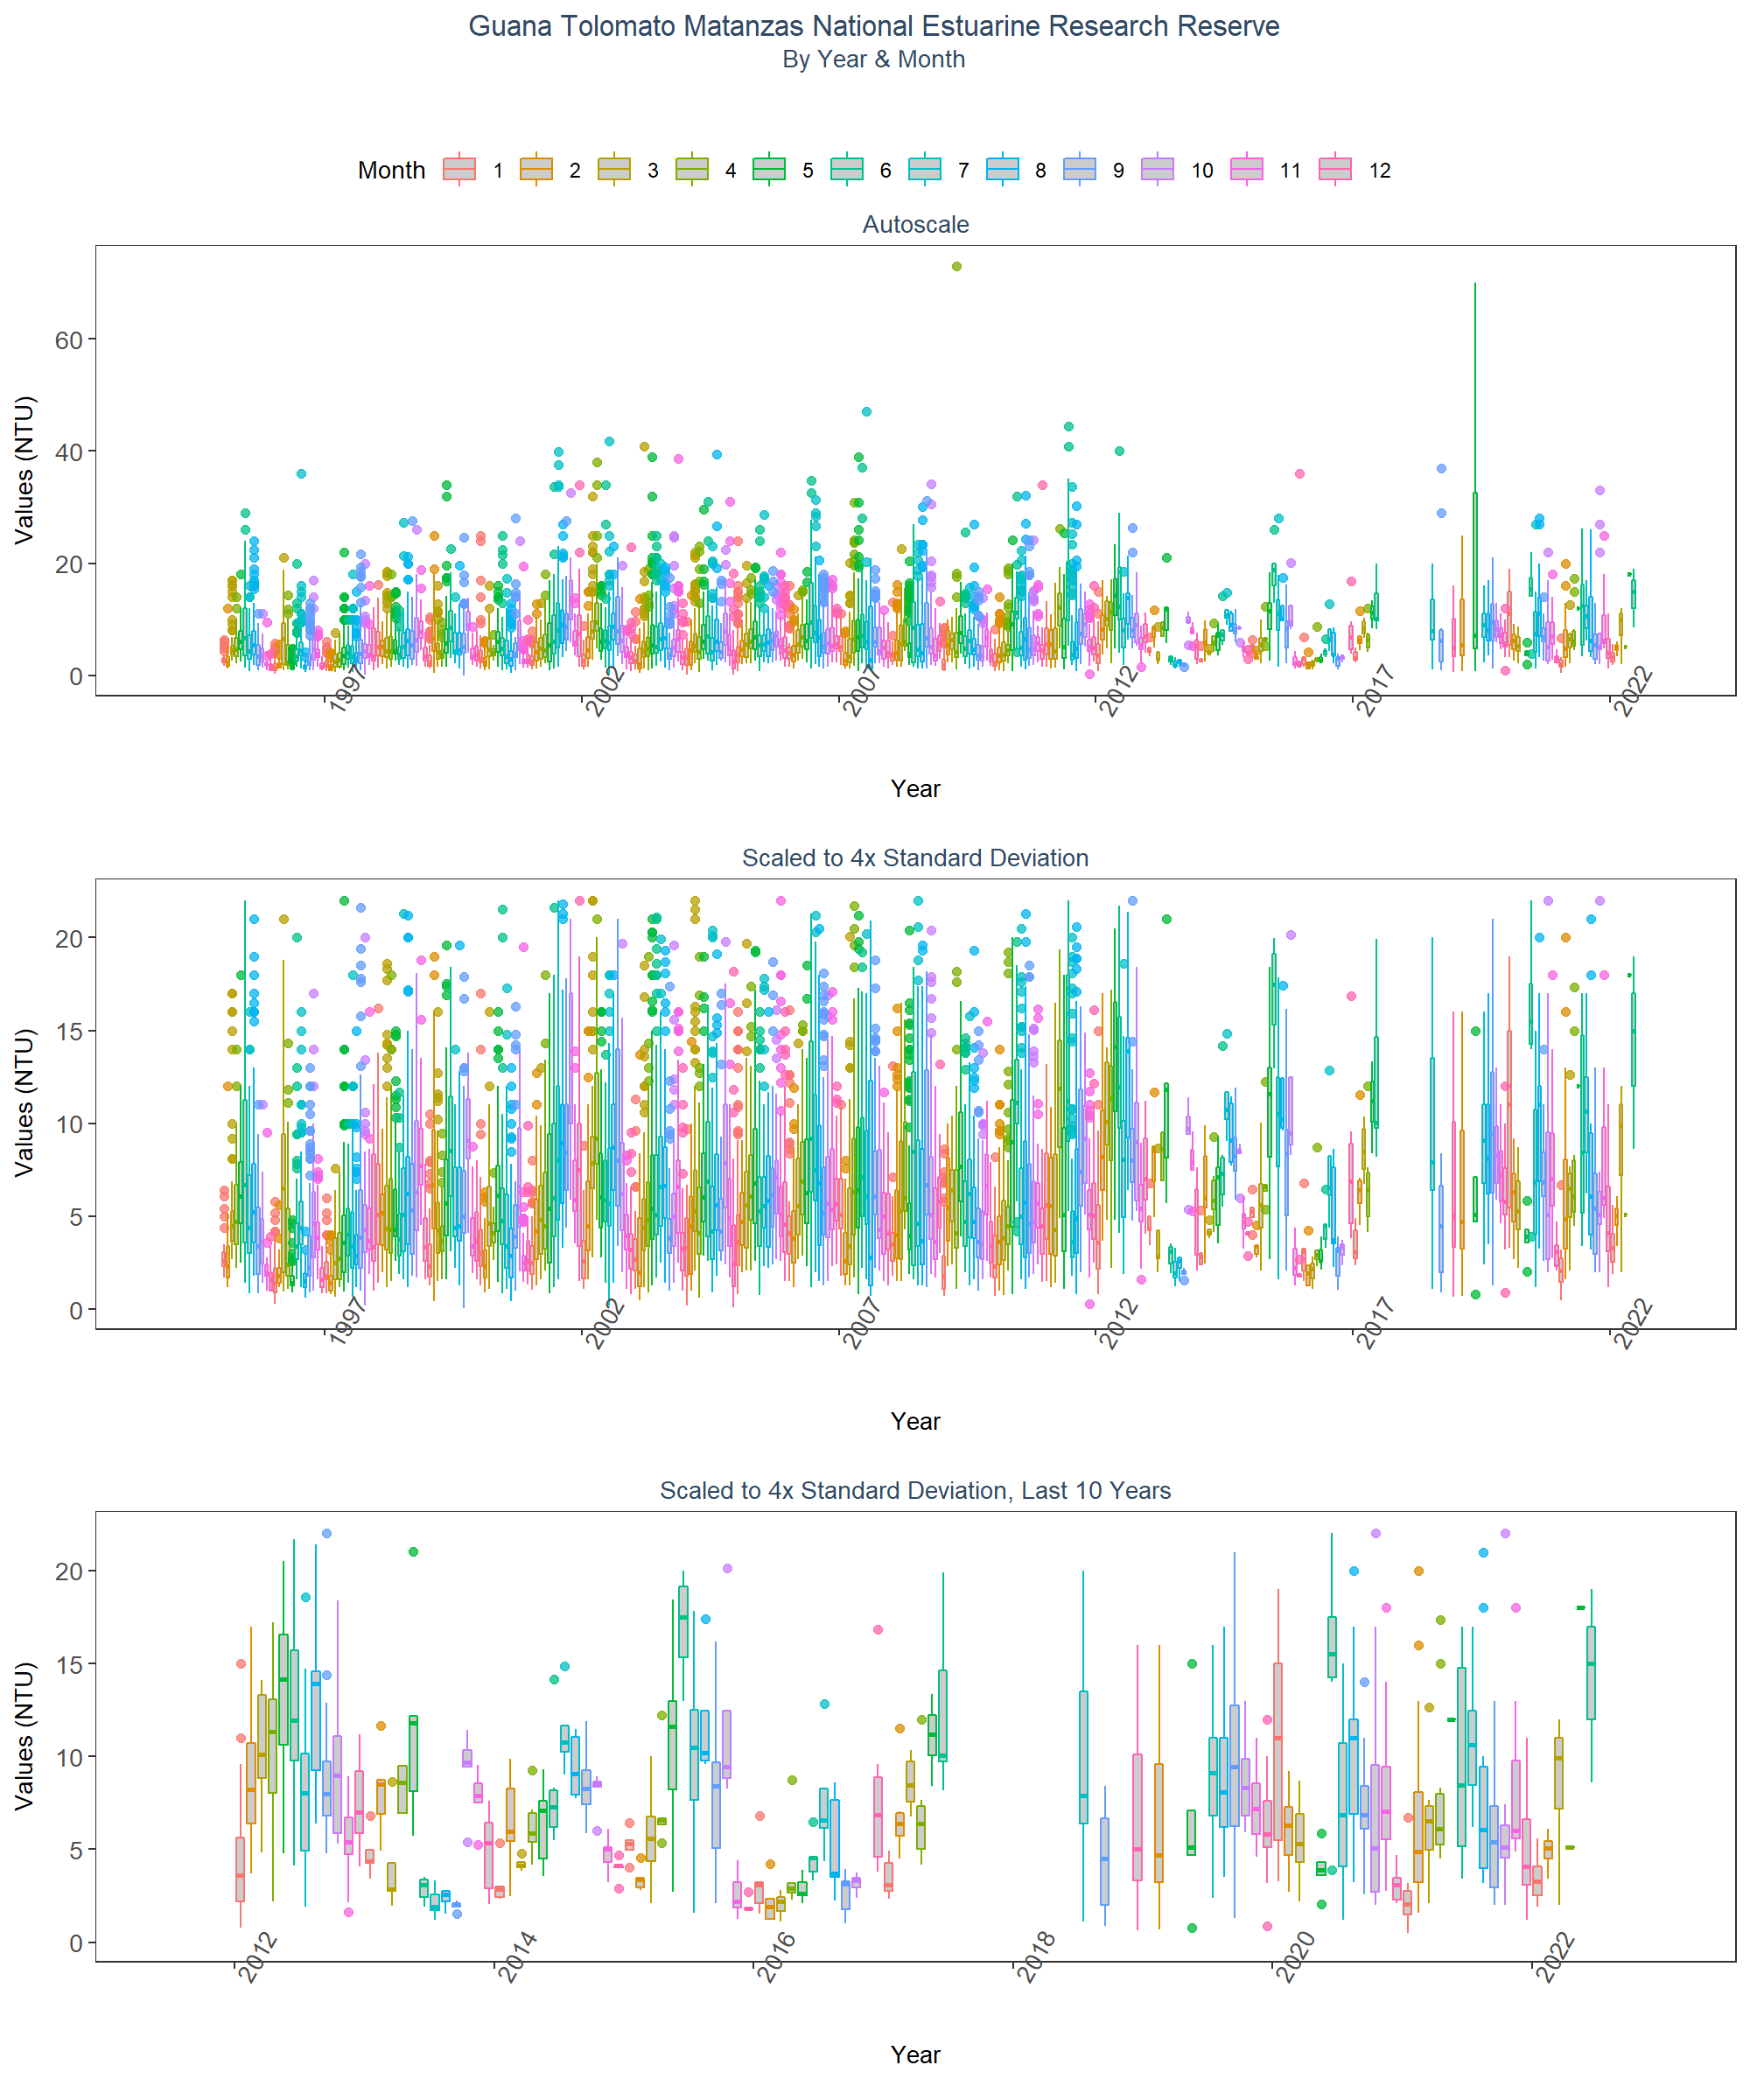 Guana Tolomato Matanzas National Estuarine Research Reserve
By Year & Month
Month 1 2 3 4 5 6 7 8 9 10 11 12
Autoscale
Values (NTU)
60
40
20
0
1997 2002 2007 2012 2017 2022
Year
Scaled to 4x Standard Deviation
Values (NTU)
20
15
10
5
0
1997 2002 2007 2012 2017 2022
Year
Scaled to 4x Standard Deviation, Last 10 Years
Values (NTU)
20
15
10
5
0
2012 2014 2016 2018 2020 2022
Year